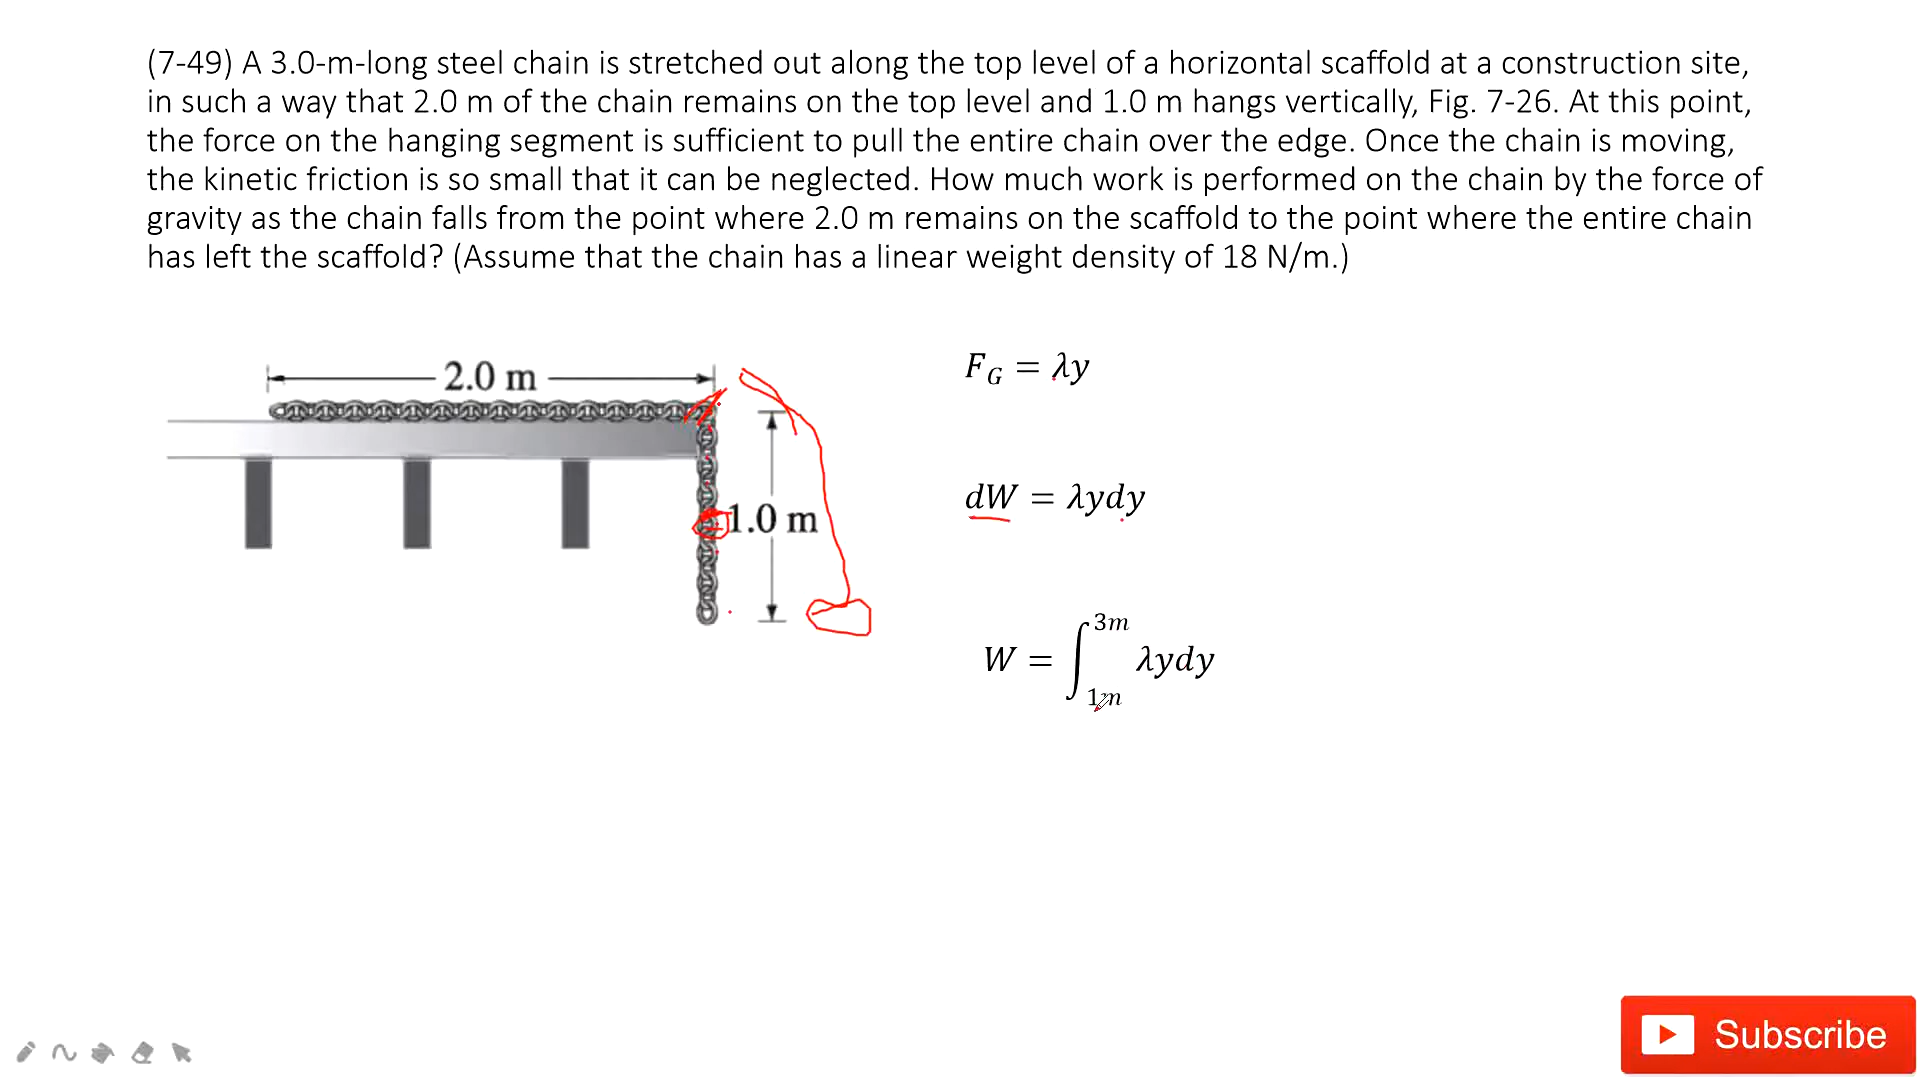 (7-49) A 3.0-m-long steel chain is stretched out along the top level of a horizontal scaffold at a construction site,
in such a way that 2.0 m of the chain remains on the top level and 1.0 m hangs vertically, Fig. 7-26. At this point,
the force on the hanging segment is sufficient to pull the entire chain over the edge. Once the chain is moving,
the kinetic friction is so small that it can be neglected. How much work is performed on the chain by the force of
gravity as the chain falls from the point where 2.0 m remains on the scaffold to the point where the entire chain
has left the scaffold? (Assume that the chain has a linear weight density of 18 N/m.)
2.0 m
1.0 m
F_G = λy
dW = λydy
W = ∫_{1m}^{3m} λydy
Subscribe